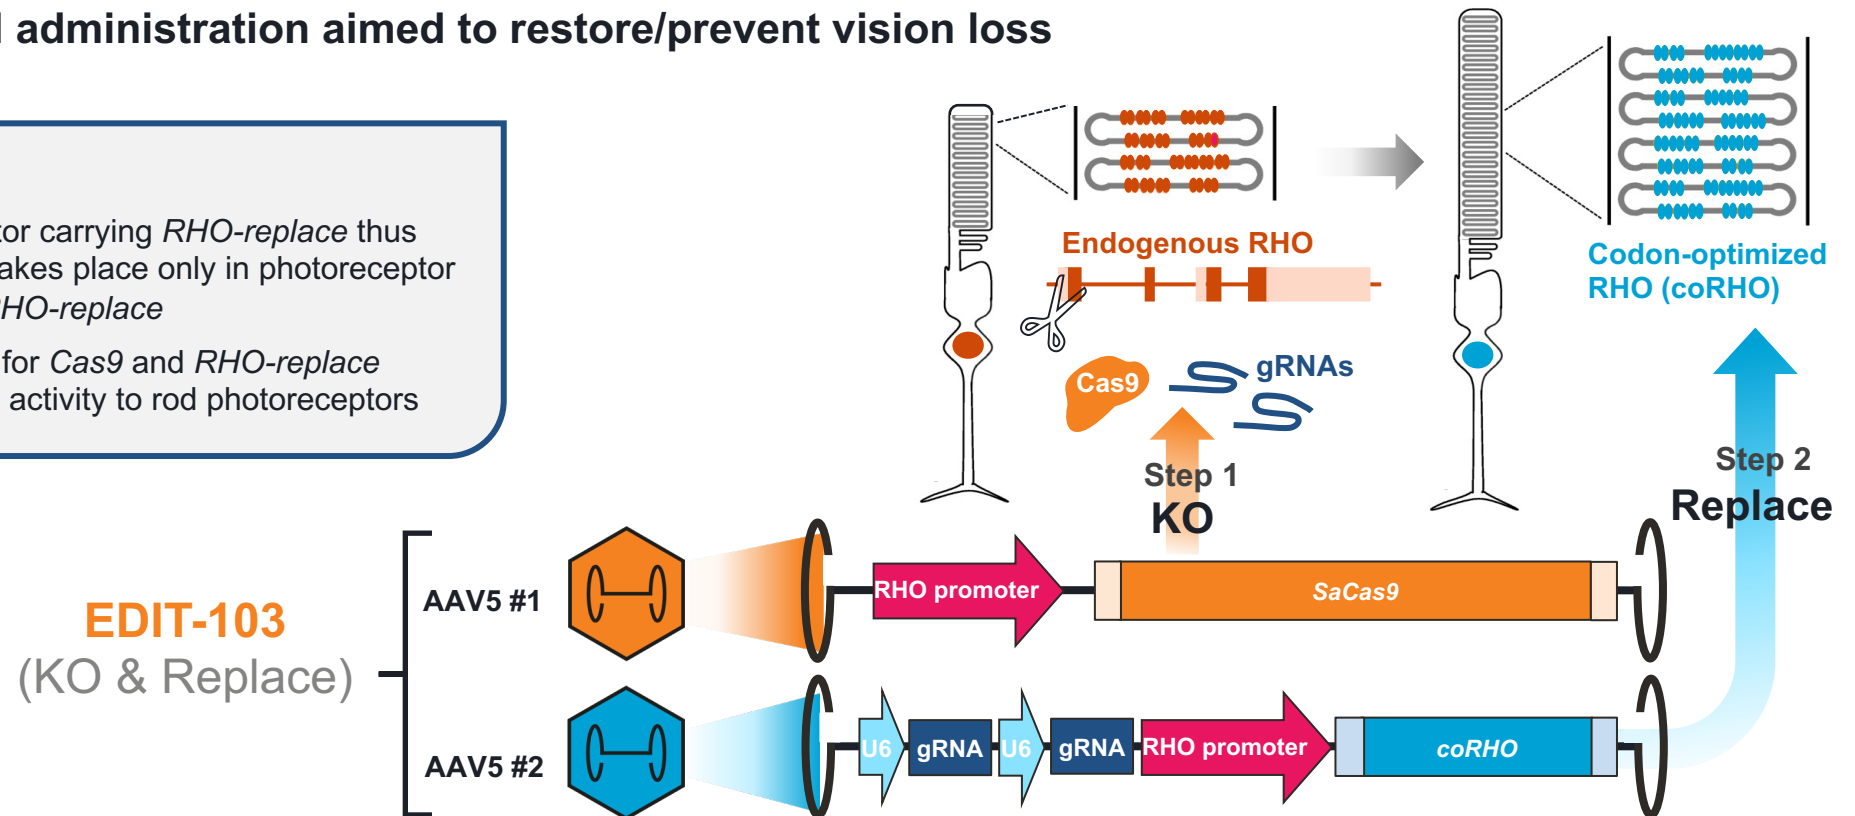 administration aimed to restore/prevent vision loss
carrying RHO-replace thus
place only in photoreceptor
RHO-replace
for Cas9 and RHO-replace
activity to rod photoreceptors
Endogenous RHO
Codon-optimized
RHO (coRHO)
Cas9
gRNAs
Step 1
KO
Step 2
Replace
EDIT-103
(KO & Replace)
AAV5 #1
RHO promoter
SaCas9
AAV5 #2
U6
gRNA
U6
gRNA
RHO promoter
coRHO